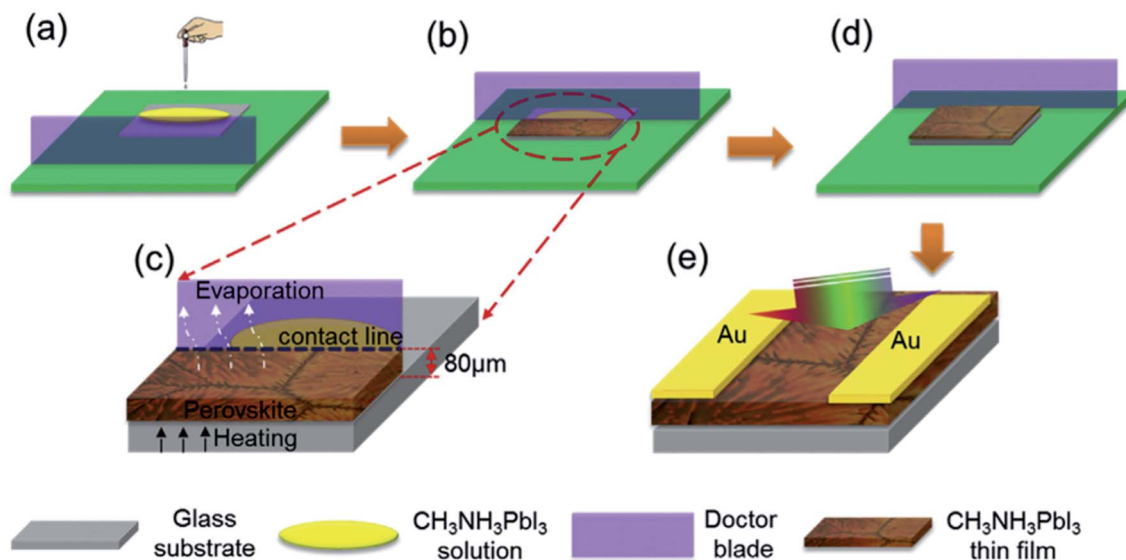 (a)
(b)
(d)
(c)
Evaporation
contact line
80μm
Perovskite
Heating
(e)
Au
Au
Glass
substrate
CH₃NH₃PbI₃
solution
Doctor
blade
CH₃NH₃PbI₃
thin film